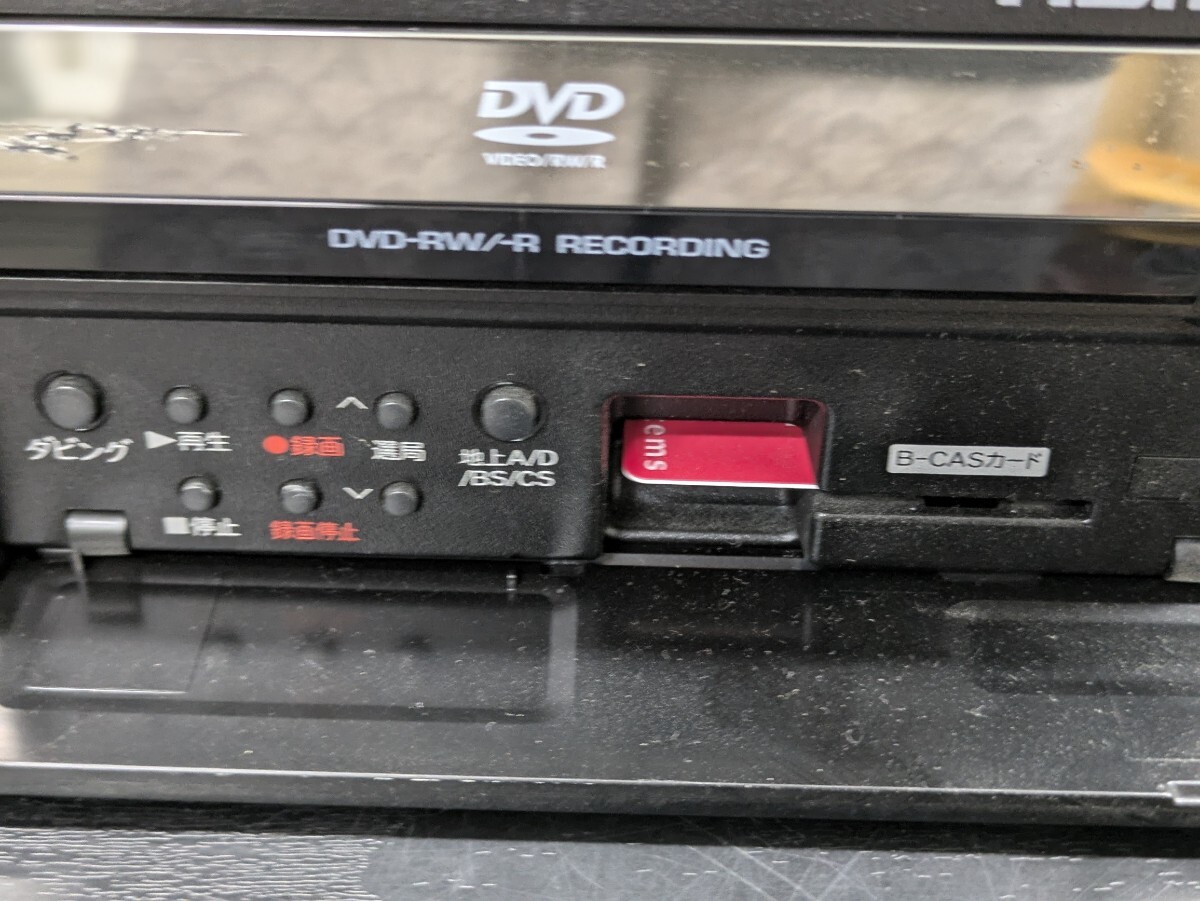 DVD
VIDEO/RW/R
DVD-RW/-R RECORDING
ダビング
▶再生
●録画
∧
選局
地上A/D
/BS/CS
■停止
録画停止
∨
ems
B-CASカード